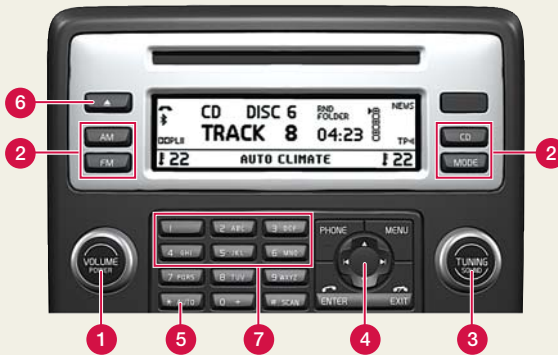 6
2
AM
FM
CD DISC 6 RND FOLDER NEWS
TRACK 8 04:23
DDPLII TP
22 AUTO CLIMATE 22
CD
MODE
2
VOLUME
POWER
1
2 ABC 3 DEF
4 GHI 5 JKL 6 MNO
7 PQRS 8 TUV 9 WXYZ
* AUTO 0 + # SCAN
PHONE MENU
ENTER EXIT
TUNING
SOUND
1
5
7
4
3